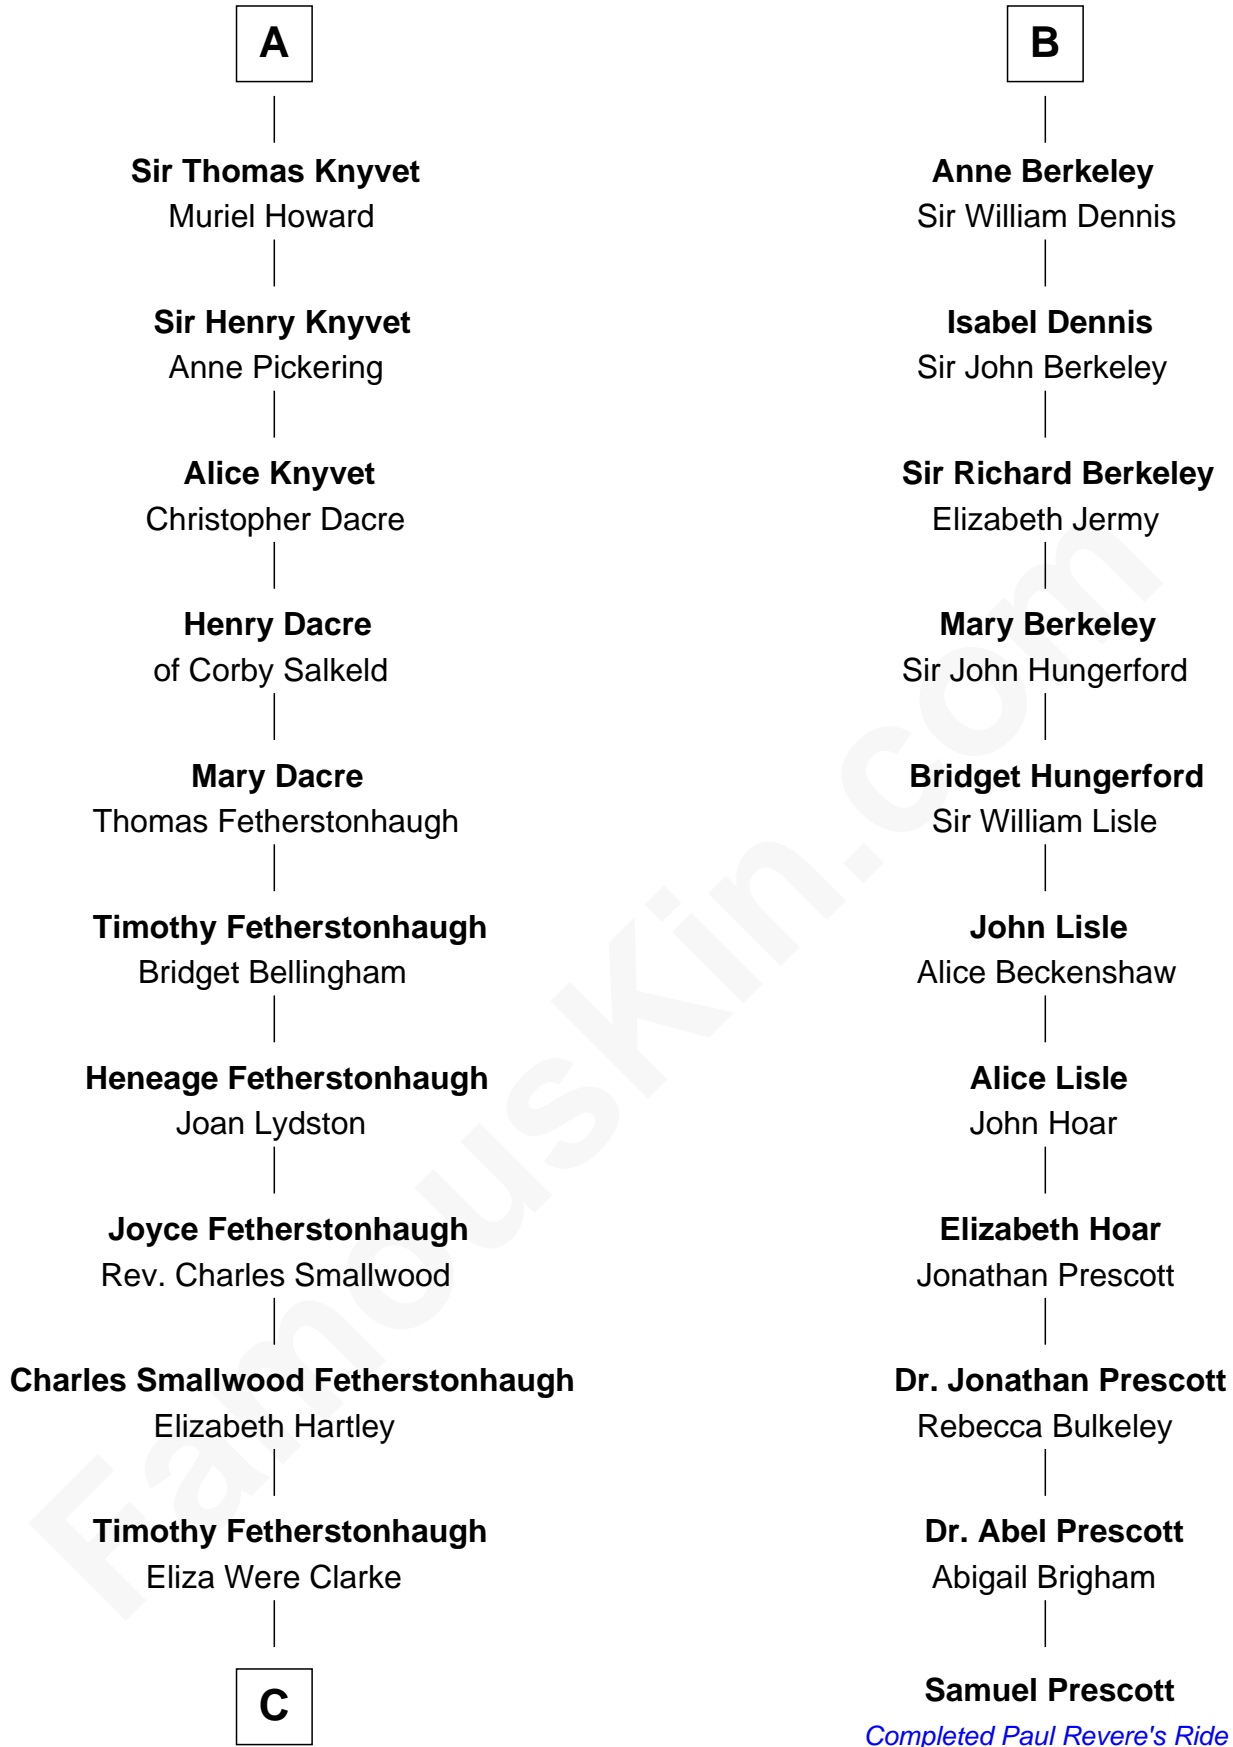 A
Sir Thomas Knyvet
Muriel Howard
Sir Henry Knyvet
Anne Pickering
Alice Knyvet
Christopher Dacre
Henry Dacre
of Corby Salkeld
Mary Dacre
Thomas Fetherstonhaugh
Timothy Fetherstonhaugh
Bridget Bellingham
Heneage Fetherstonhaugh
Joan Lydston
Joyce Fetherstonhaugh
Rev. Charles Smallwood
Charles Smallwood Fetherstonhaugh
Elizabeth Hartley
Timothy Fetherstonhaugh
Eliza Were Clarke
C
B
Anne Berkeley
Sir William Dennis
Isabel Dennis
Sir John Berkeley
Sir Richard Berkeley
Elizabeth Jermy
Mary Berkeley
Sir John Hungerford
Bridget Hungerford
Sir William Lisle
John Lisle
Alice Beckenshaw
Alice Lisle
John Hoar
Elizabeth Hoar
Jonathan Prescott
Dr. Jonathan Prescott
Rebecca Bulkeley
Dr. Abel Prescott
Abigail Brigham
Samuel Prescott
Completed Paul Revere's Ride
FamousKin.com